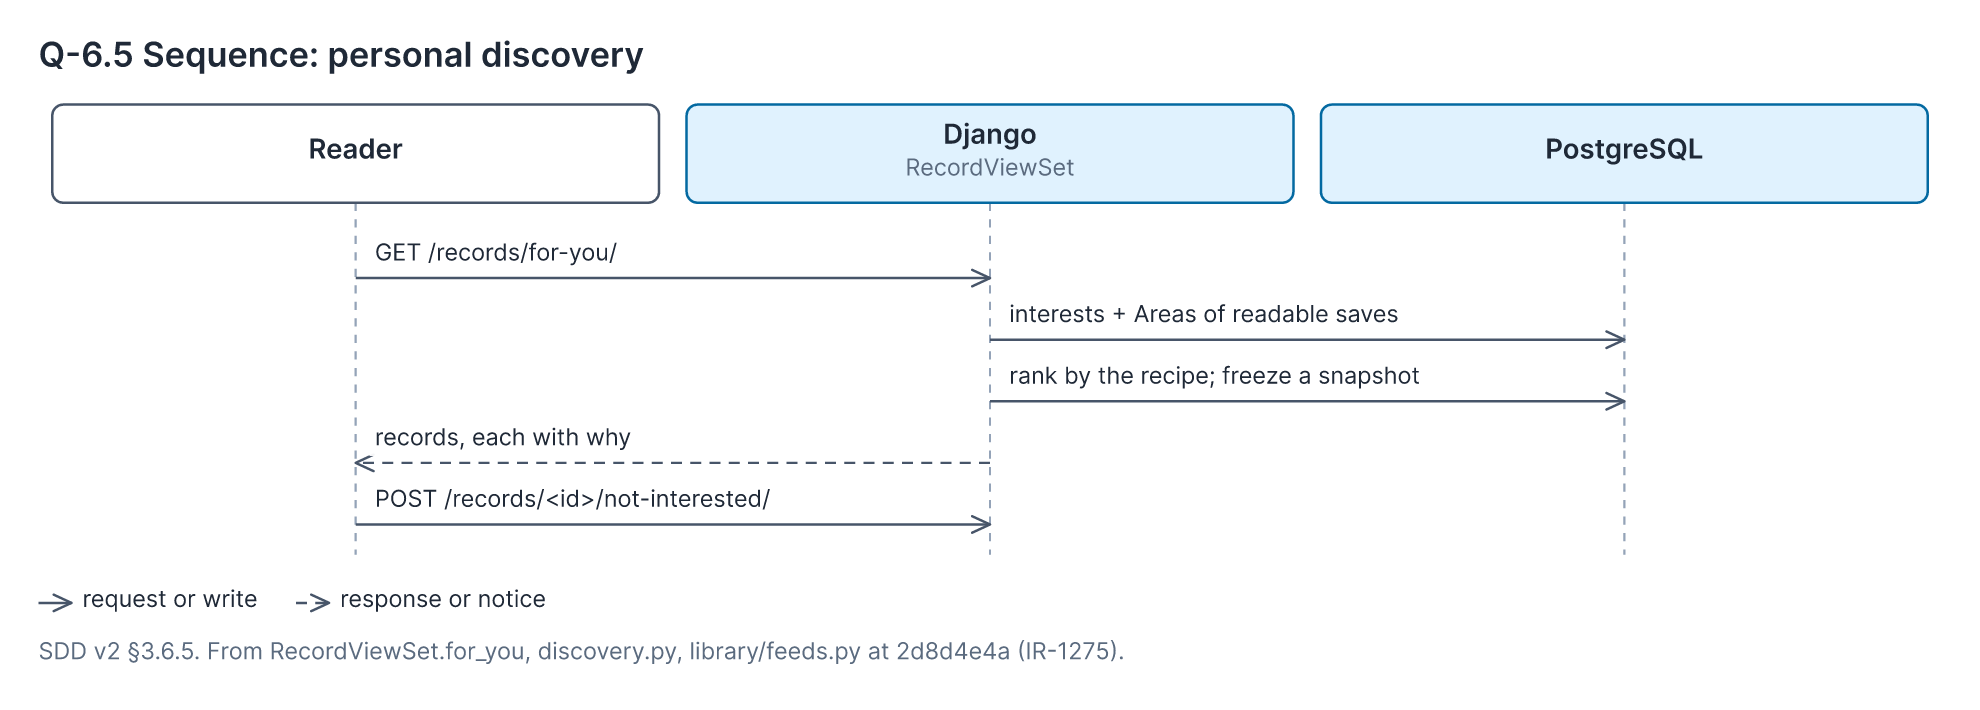 Q-6.5 Sequence: personal discovery
Reader
Django
RecordViewSet
PostgreSQL
GET /records/for-you/
interests + Areas of readable saves
rank by the recipe; freeze a snapshot
records, each with why
POST /records/<id>/not-interested/
request or write
response or notice
SDD v2 §3.6.5. From RecordViewSet.for_you, discovery.py, library/feeds.py at 2d8d4e4a (IR-1275).